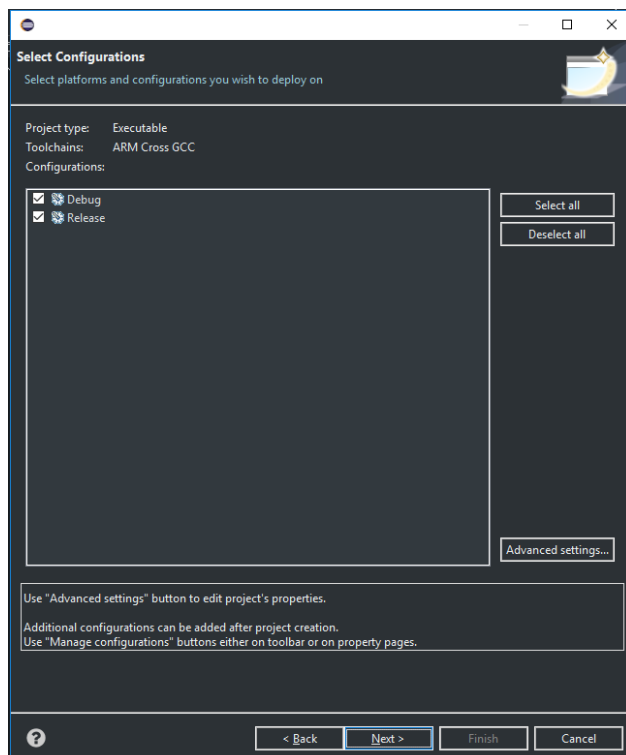 Select Configurations
Select platforms and configurations you wish to deploy on
Project type: Executable
Toolchains: ARM Cross GCC
Configurations:
Debug
Release
Select all
Deselect all
Advanced settings...
Use "Advanced settings" button to edit project's properties.
Additional configurations can be added after project creation.
Use "Manage configurations" buttons either on toolbar or on property pages.
< Back
Next >
Finish
Cancel